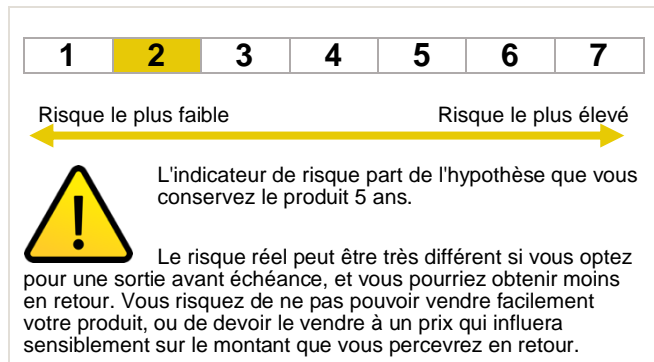 1 2 3 4 5 6 7
Risque le plus faible Risque le plus élevé
L'indicateur de risque part de l'hypothèse que vous
conservez le produit 5 ans.
Le risque réel peut être très différent si vous optez
pour une sortie avant échéance, et vous pourriez obtenir moins
en retour. Vous risquez de ne pas pouvoir vendre facilement
votre produit, ou de devoir le vendre à un prix qui influera
sensiblement sur le montant que vous percevrez en retour.